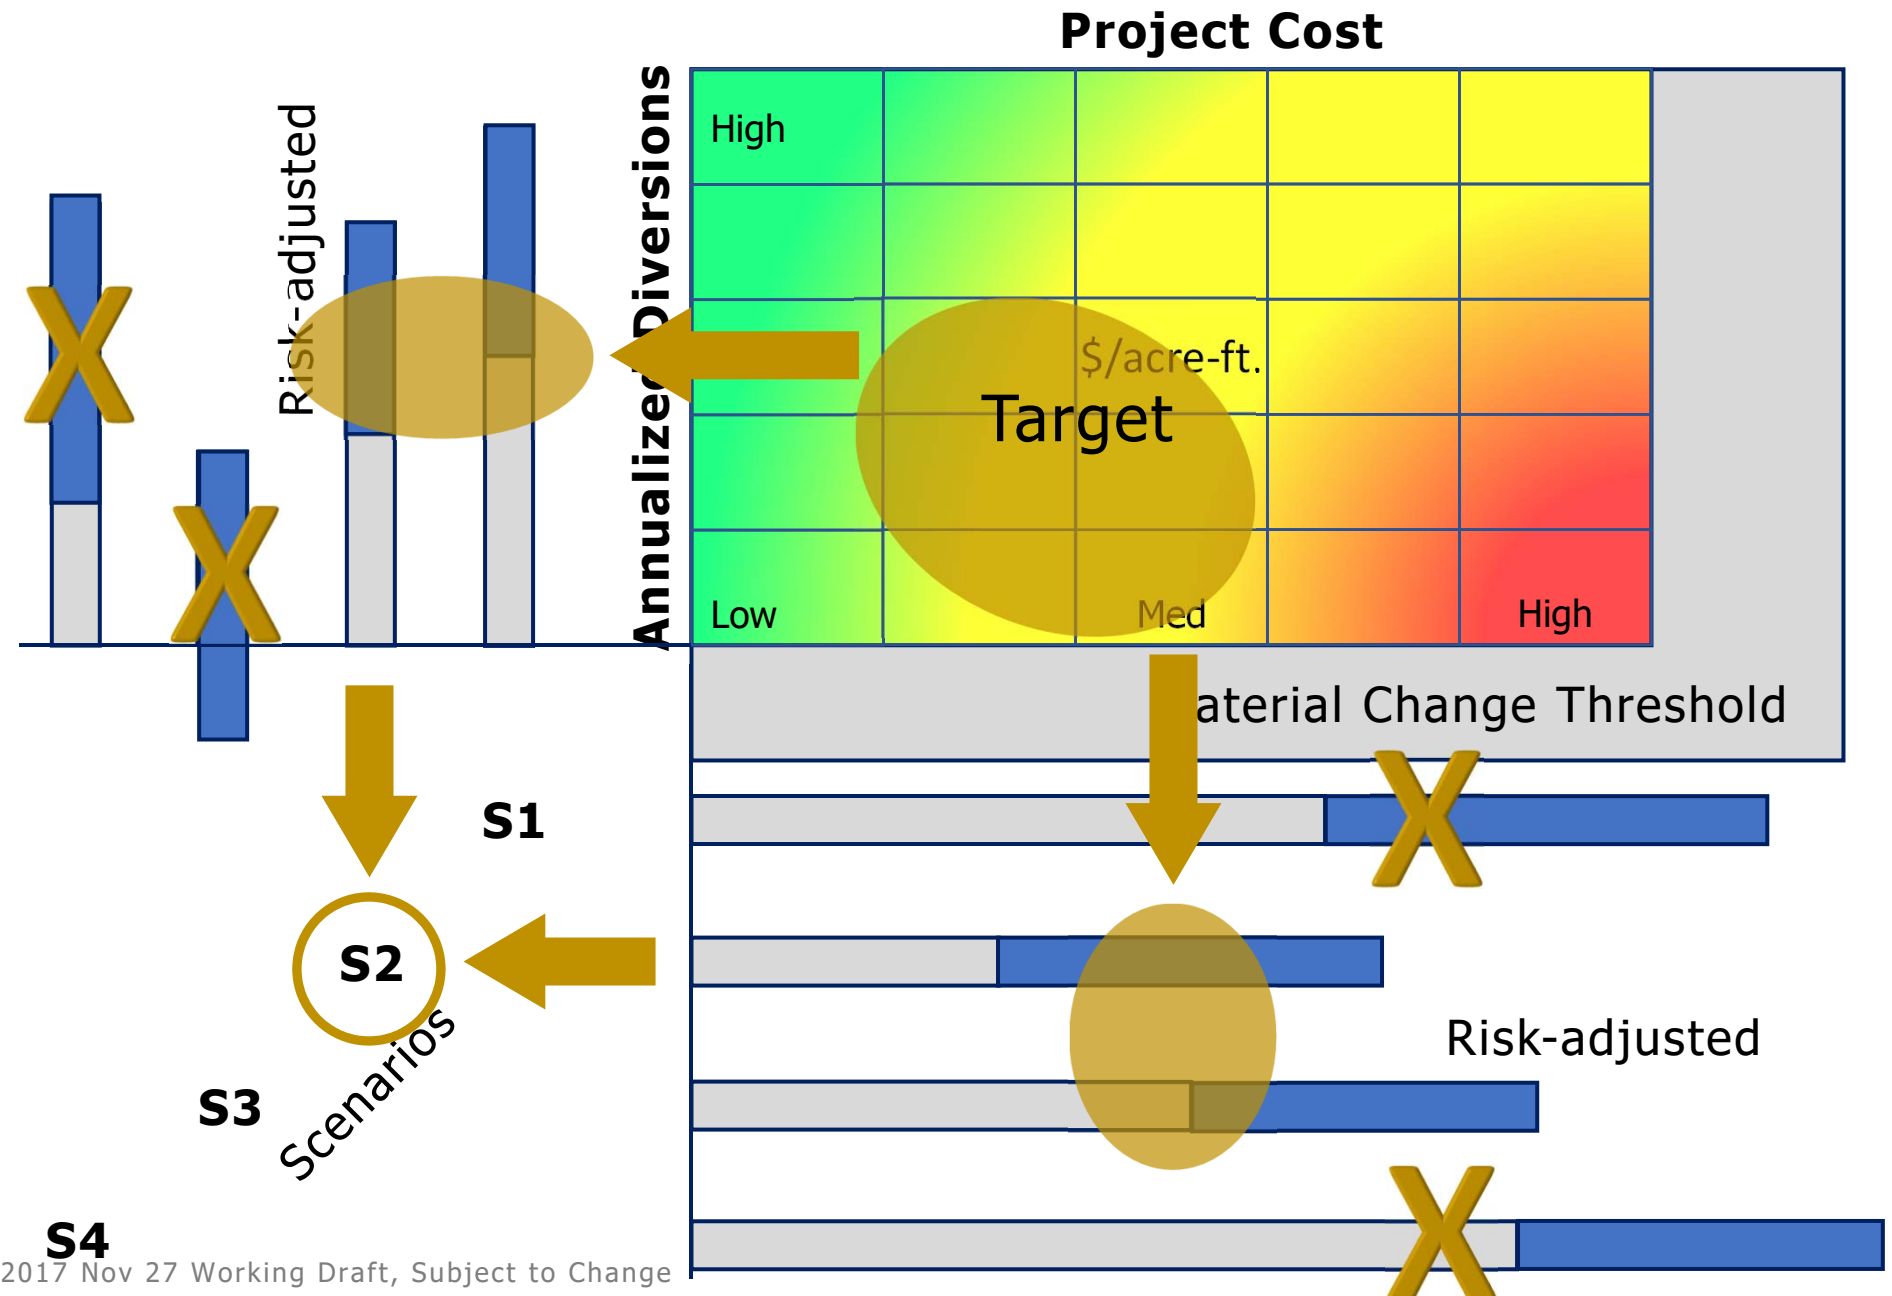 Project Cost
Annualized Diversions
Risk-adjusted
High
$/acre-ft.
Target
Low
Med
High
aterial Change Threshold
S1
S2
Risk-adjusted
Scenarios
S3
S4
2017 Nov 27 Working Draft, Subject to Change